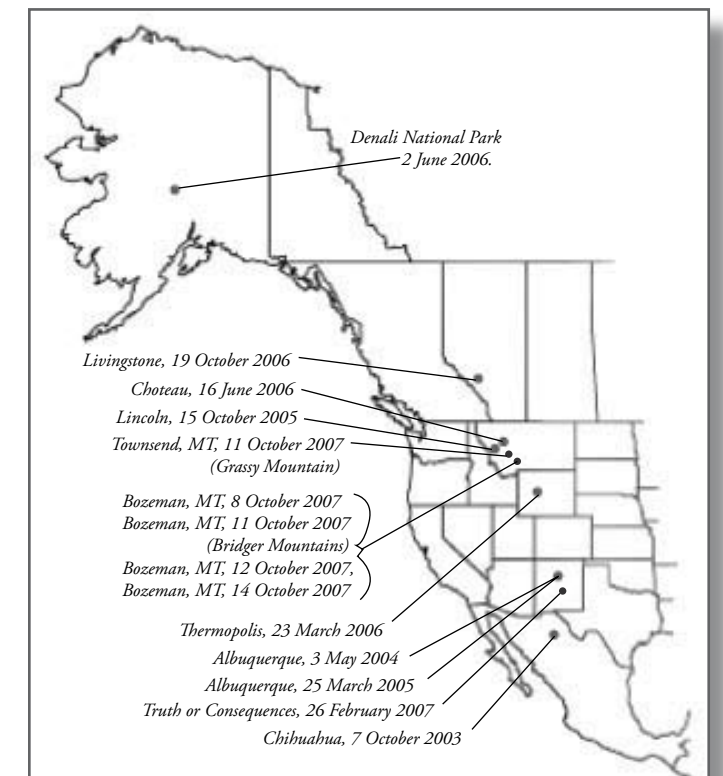 Denali National Park
2 June 2006.
Livingstone, 19 October 2006
Choteau, 16 June 2006
Lincoln, 15 October 2005
Townsend, MT, 11 October 2007
(Grassy Mountain)
Bozeman, MT, 8 October 2007
Bozeman, MT, 11 October 2007
(Bridger Mountains)
Bozeman, MT, 12 October 2007,
Bozeman, MT, 14 October 2007
Thermopolis, 23 March 2006
Albuquerque, 3 May 2004
Albuquerque, 25 March 2005
Truth or Consequences, 26 February 2007
Chihuahua, 7 October 2003